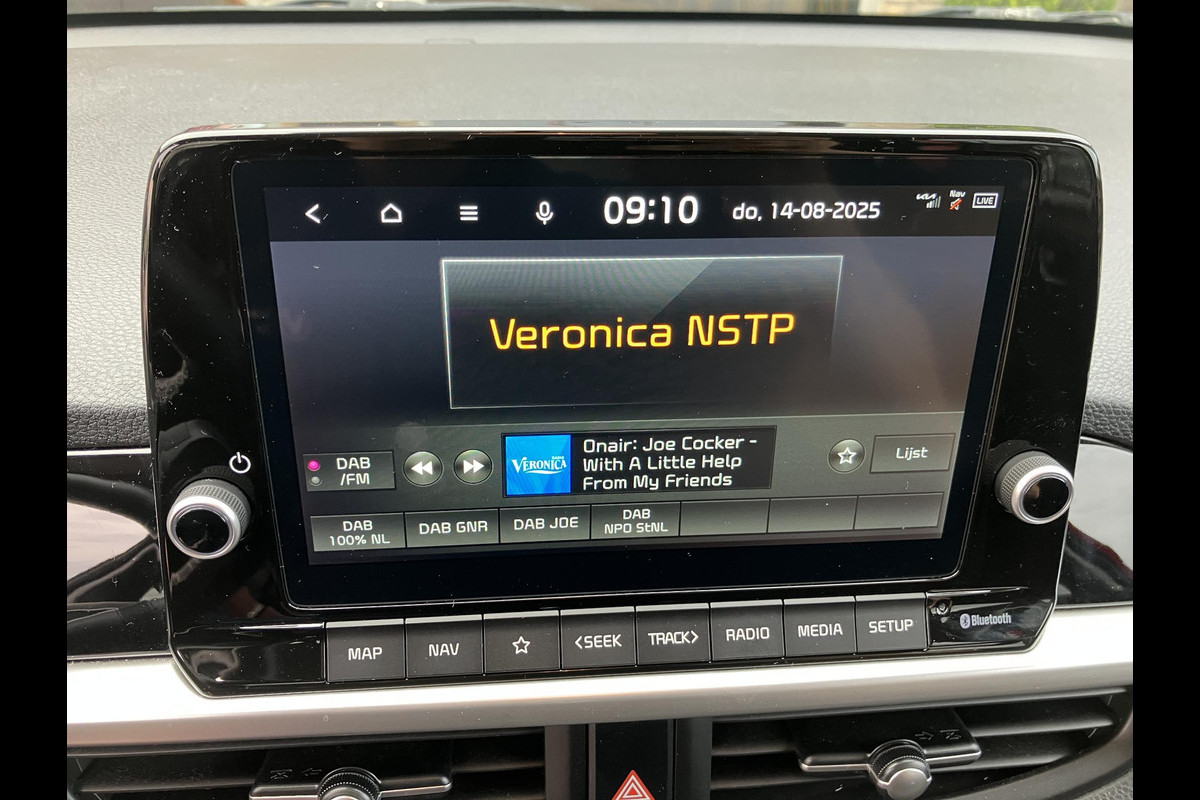 09:10 do, 14-08-2025
KIA Nav LIVE
Veronica NSTP
DAB
/FM
RADIO
VERONICA
Onair: Joe Cocker -
With A Little Help
From My Friends
Lijst
DAB
100% NL
DAB GNR
DAB JOE
DAB
NPO StNL
MAP NAV <SEEK TRACK> RADIO MEDIA SETUP
Bluetooth